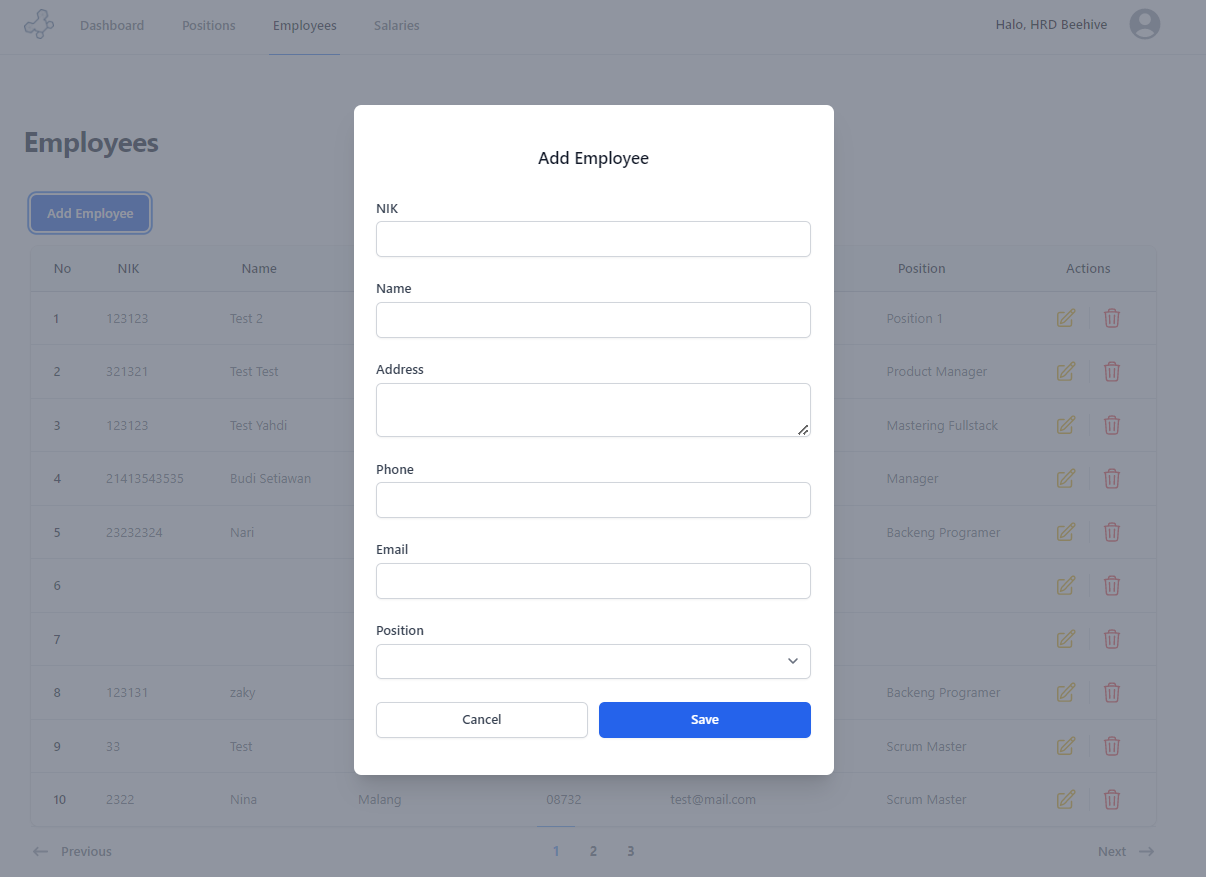 Dashboard Positions Employees Salaries Halo, HRD Beehive
Employees
Add Employee
No NIK Name Position Actions
1 123123 Test 2 Position 1
2 321321 Test Test Product Manager
3 123123 Test Yahdi Mastering Fullstack
4 21413543535 Budi Setiawan Manager
5 23232324 Nari Backeng Programer
6
7
8 123131 zaky Backeng Programer
9 33 Test Scrum Master
10 2322 Nina Malang 08732 test@mail.com Scrum Master
Previous 1 2 3 Next
Add Employee
NIK
Name
Address
Phone
Email
Position
Cancel Save